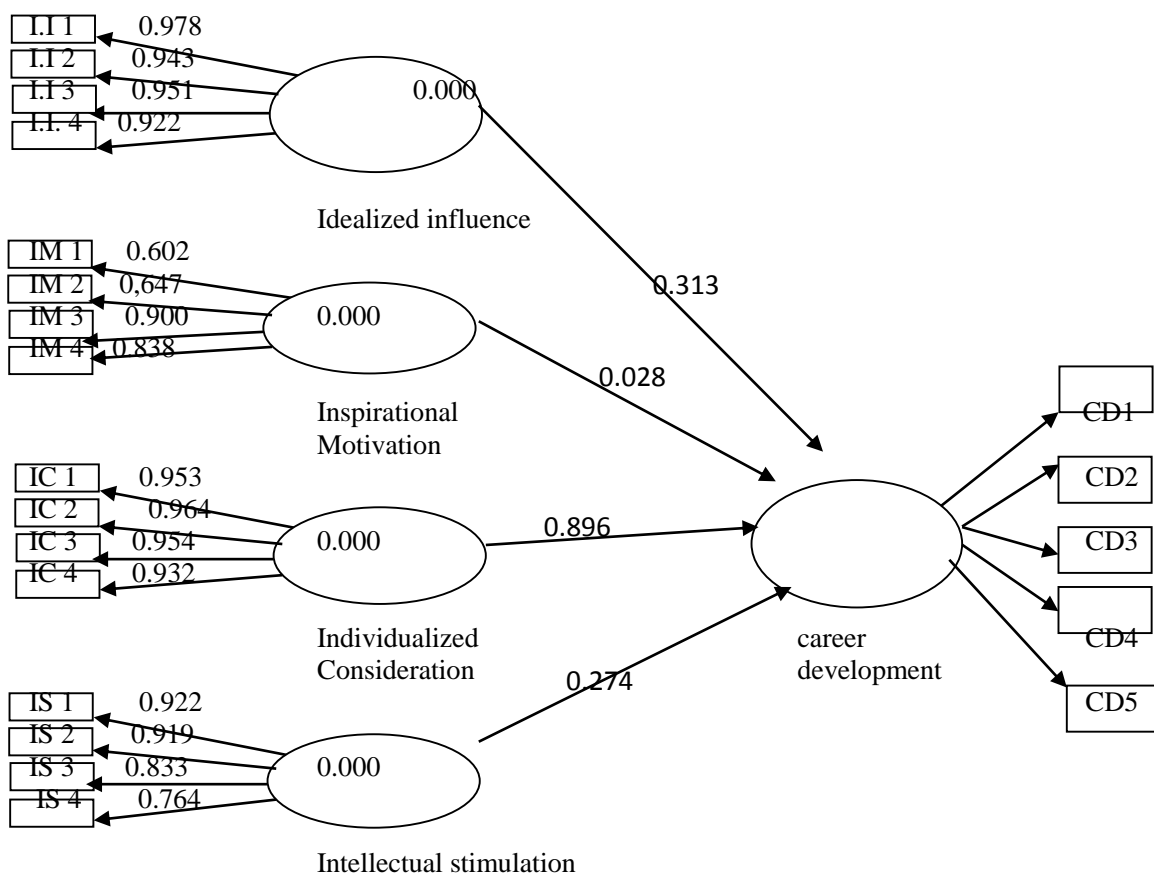 I.I 1 0.978
I.I 2 0.943
I.I 3 0.951 0.000
I.I. 4 0.922
Idealized influence
0.313
IM 1 0.602
IM 2 0,647
IM 3 0.900 0.000
IM 4 0.838
0.028
Inspirational
Motivation
CD1
IC 1 0.953
IC 2 0.964
IC 3 0.954 0.000
IC 4 0.932
0.896
CD2
CD3
Individualized
Consideration
career
development
CD4
0.274
IS 1 0.922
IS 2 0.919
IS 3 0.833 0.000
IS 4 0.764
CD5
Intellectual stimulation